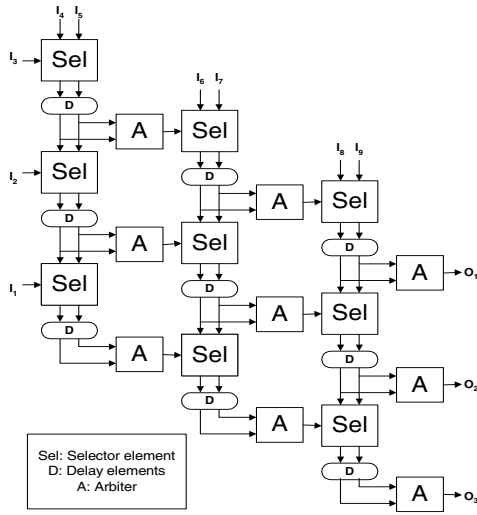 I4 I5
I3 Sel
D
I6 I7
A Sel
I2 Sel
D
I8 I9
D
A Sel
A Sel
I1 Sel
D
D
A O1
D
A Sel
A Sel
D
D
A O2
A Sel
Sel: Selector element
D: Delay elements
A: Arbiter
D
A O3